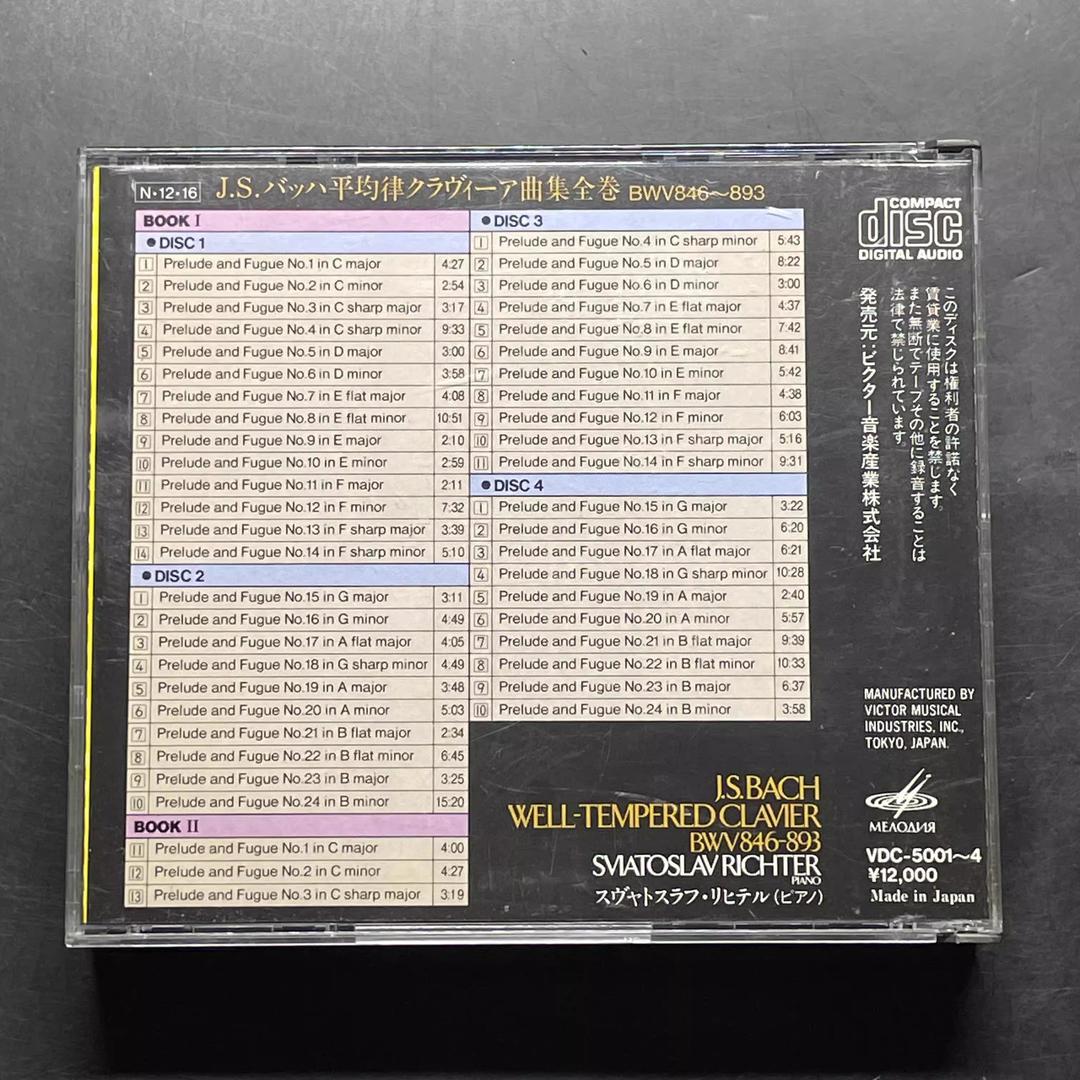 N・12・16 J.S.バッハ平均律クラヴィーア曲集全巻 BWV846〜893
BOOK I
●DISC 1
1 Prelude and Fugue No.1 in C major 4:27
2 Prelude and Fugue No.2 in C minor 2:54
3 Prelude and Fugue No.3 in C sharp major 3:17
4 Prelude and Fugue No.4 in C sharp minor 9:33
5 Prelude and Fugue No.5 in D major 3:00
6 Prelude and Fugue No.6 in D minor 3:58
7 Prelude and Fugue No.7 in E flat major 4:08
8 Prelude and Fugue No.8 in E flat minor 10:51
9 Prelude and Fugue No.9 in E major 2:10
10 Prelude and Fugue No.10 in E minor 2:59
11 Prelude and Fugue No.11 in F major 2:11
12 Prelude and Fugue No.12 in F minor 7:32
13 Prelude and Fugue No.13 in F sharp major 3:39
14 Prelude and Fugue No.14 in F sharp minor 5:10
●DISC 2
1 Prelude and Fugue No.15 in G major 3:11
2 Prelude and Fugue No.16 in G minor 4:49
3 Prelude and Fugue No.17 in A flat major 4:05
4 Prelude and Fugue No.18 in G sharp minor 4:49
5 Prelude and Fugue No.19 in A major 3:48
6 Prelude and Fugue No.20 in A minor 5:03
7 Prelude and Fugue No.21 in B flat major 2:34
8 Prelude and Fugue No.22 in B flat minor 6:45
9 Prelude and Fugue No.23 in B major 3:25
10 Prelude and Fugue No.24 in B minor 15:20
BOOK II
11 Prelude and Fugue No.1 in C major 4:00
12 Prelude and Fugue No.2 in C minor 4:27
13 Prelude and Fugue No.3 in C sharp major 3:19
●DISC 3
1 Prelude and Fugue No.4 in C sharp minor 5:43
2 Prelude and Fugue No.5 in D major 8:22
3 Prelude and Fugue No.6 in D minor 3:00
4 Prelude and Fugue No.7 in E flat major 4:37
5 Prelude and Fugue No.8 in E flat minor 7:42
6 Prelude and Fugue No.9 in E major 8:41
7 Prelude and Fugue No.10 in E minor 5:42
8 Prelude and Fugue No.11 in F major 4:38
9 Prelude and Fugue No.12 in F minor 6:03
10 Prelude and Fugue No.13 in F sharp major 5:16
11 Prelude and Fugue No.14 in F sharp minor 9:31
●DISC 4
1 Prelude and Fugue No.15 in G major 3:22
2 Prelude and Fugue No.16 in G minor 6:20
3 Prelude and Fugue No.17 in A flat major 6:21
4 Prelude and Fugue No.18 in G sharp minor 10:28
5 Prelude and Fugue No.19 in A major 2:40
6 Prelude and Fugue No.20 in A minor 5:57
7 Prelude and Fugue No.21 in B flat major 9:39
8 Prelude and Fugue No.22 in B flat minor 10:33
9 Prelude and Fugue No.23 in B major 6:37
10 Prelude and Fugue No.24 in B minor 3:58
J.S.BACH
WELL-TEMPERED CLAVIER
BWV846-893
SVIATOSLAV RICHTER
PIANO
スヴャトスラフ・リヒテル(ピアノ)
COMPACT
disc
DIGITAL AUDIO
このディスクは権利者の許諾なく
賃貸業に使用することを禁じます。
また無断でテープその他に録音することは
法律で禁じられています。
発売元:ビクター音楽産業株式会社
MANUFACTURED BY
VICTOR MUSICAL
INDUSTRIES, INC.,
TOKYO, JAPAN.
МЕЛОДИЯ
VDC-5001〜4
¥12,000
Made in Japan